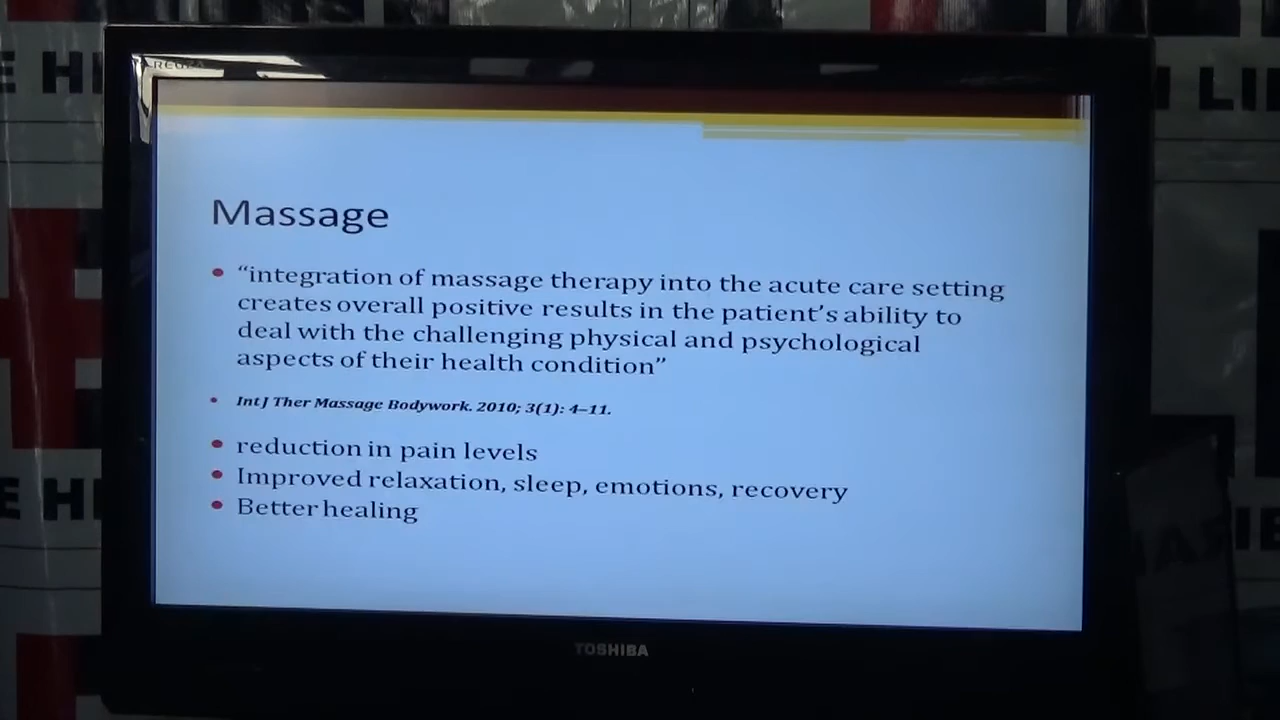 E H
REGZA
LI
Massage
“integration of massage therapy into the acute care setting
creates overall positive results in the patient’s ability to
deal with the challenging physical and psychological
aspects of their health condition”
Int J Ther Massage Bodywork. 2010; 3(1): 4–11.
reduction in pain levels
Improved relaxation, sleep, emotions, recovery
Better healing
E H
TOSHIBA